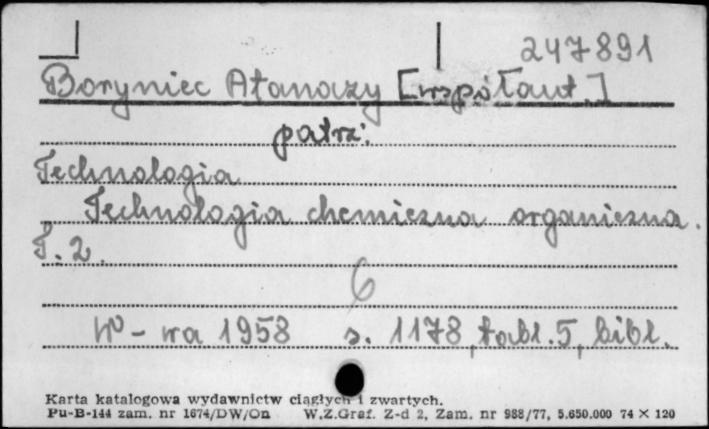 247891
Boryniec Atanazy [współaut.]
patrz:
Technologia
Technologia chemiczna organiczna.
T. 2.
6
W-wa 1958 s. 1178, tabl. 5, bibl.
Karta katalogowa wydawnictw ciągłych i zwartych.
Pu-B-144 zam. nr 1674/DW/On W.Z.Graf. Z-d 2, Zam. nr 988/77, 5.650.000 74 × 120